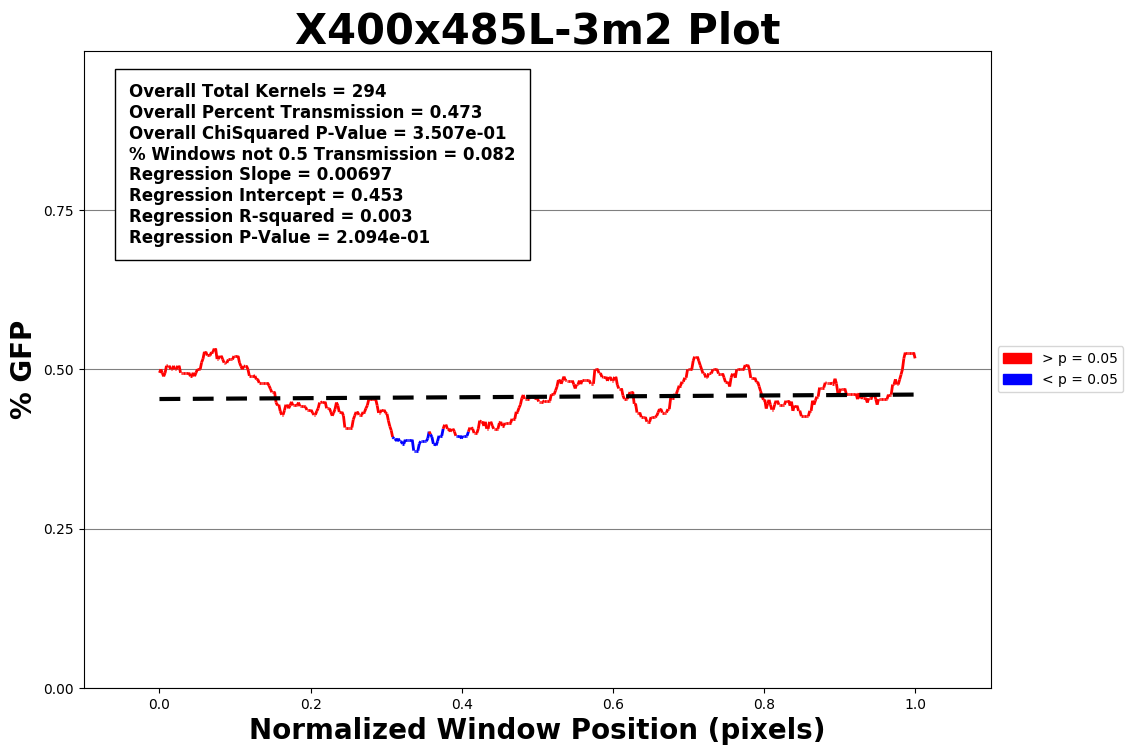 X400x485L-3m2 Plot
Overall Total Kernels = 294
Overall Percent Transmission = 0.473
Overall ChiSquared P-Value = 3.507e-01
% Windows not 0.5 Transmission = 0.082
Regression Slope = 0.00697
Regression Intercept = 0.453
Regression R-squared = 0.003
Regression P-Value = 2.094e-01
% GFP
0.75
0.50
0.25
0.00
> p = 0.05
< p = 0.05
0.0 0.2 0.4 0.6 0.8 1.0
Normalized Window Position (pixels)